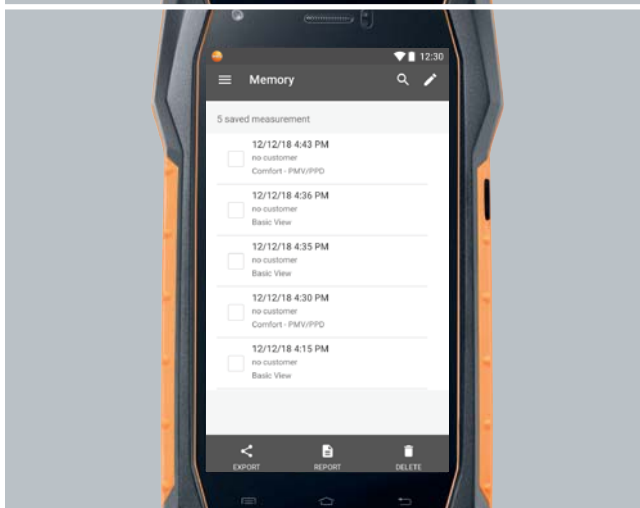 12:30
Memory
5 saved measurement
12/12/18 4:43 PM
no customer
Comfort - PMV/PPD
12/12/18 4:36 PM
no customer
Basic View
12/12/18 4:35 PM
no customer
Basic View
12/12/18 4:30 PM
no customer
Comfort - PMV/PPD
12/12/18 4:15 PM
no customer
Basic View
EXPORT REPORT DELETE